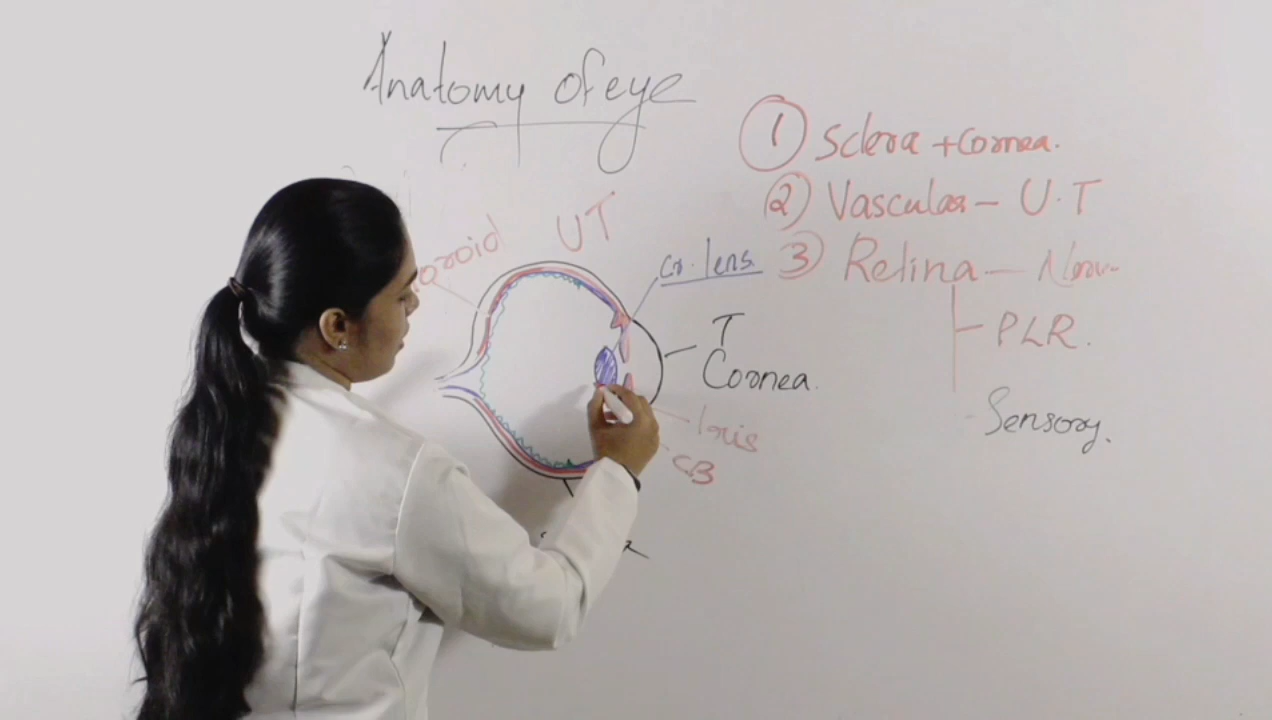 Anatomy of eye
1 Sclera + Cornea.
2 Vascular - U.T
3 Retina - Nerv-
PLR.
Sensory.
UT
oroid
Cr. lens.
T
Cornea.
Iris
CB